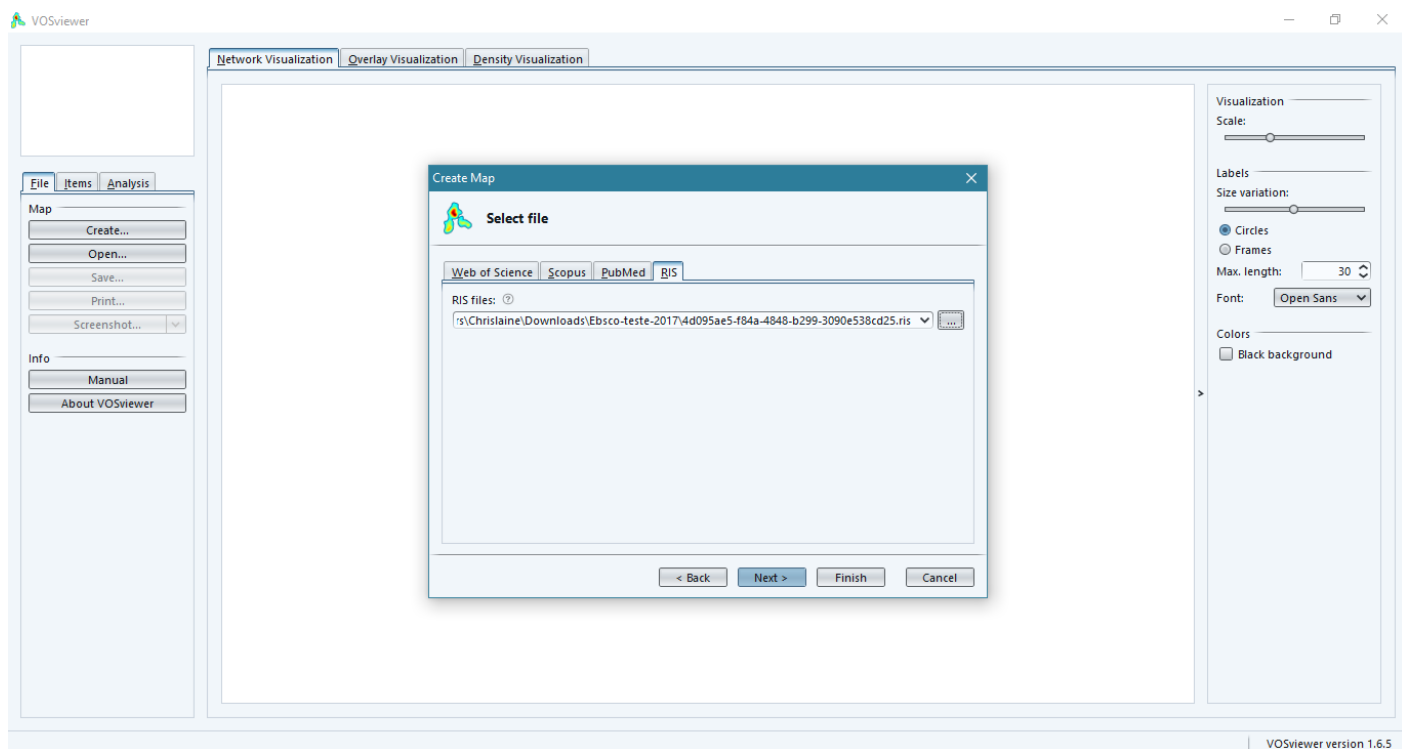 VOSviewer
Network Visualization Overlay Visualization Density Visualization
File Items Analysis
Map
Create...
Open...
Save...
Print...
Screenshot...
Info
Manual
About VOSviewer
Create Map
Select file
Web of Science Scopus PubMed RIS
RIS files: ?
's\Chrislaine\Downloads\Ebsco-teste-2017\4d095ae5-f84a-4848-b299-3090e538cd25.ris
...
< Back Next > Finish Cancel
>
Visualization
Scale:
Labels
Size variation:
Circles
Frames
Max. length: 30
Font: Open Sans
Colors
Black background
VOSviewer version 1.6.5